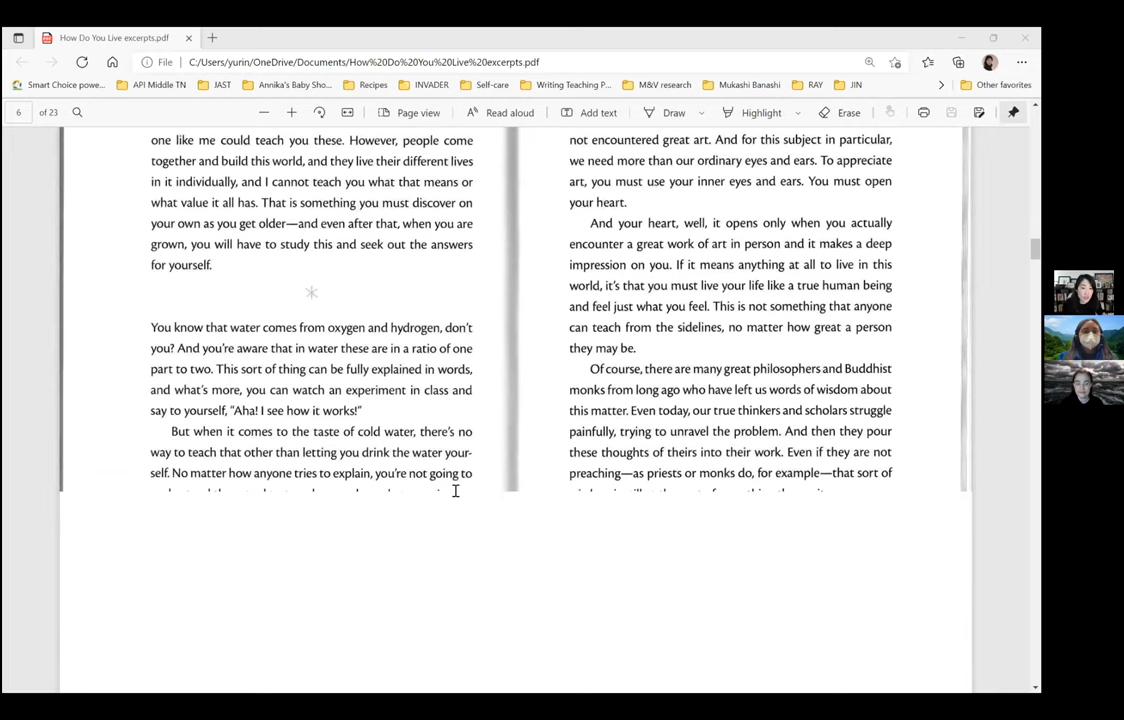 How Do You Live excerpts.pdf
File
C:/Users/yurin/OneDrive/Documents/How%20Do%20You%20Live%20excerpts.pdf
Smart Choice powe...
API Middle TN
JAST
Annika's Baby Sho...
Recipes
INVADER
Self-care
Writing Teaching P...
M&V research
Mukashi Banashi
RAY
JIN
Other favorites
6 of 23
Page view
Read aloud
Add text
Draw
Highlight
Erase
one like me could teach you these. However, people come
together and build this world, and they live their different lives
in it individually, and I cannot teach you what that means or
what value it all has. That is something you must discover on
your own as you get older—and even after that, when you are
grown, you will have to study this and seek out the answers
for yourself.
You know that water comes from oxygen and hydrogen, don't
you? And you're aware that in water these are in a ratio of one
part to two. This sort of thing can be fully explained in words,
and what's more, you can watch an experiment in class and
say to yourself, "Aha! I see how it works!"
But when it comes to the taste of cold water, there's no
way to teach that other than letting you drink the water your-
self. No matter how anyone tries to explain, you're not going to
not encountered great art. And for this subject in particular,
we need more than our ordinary eyes and ears. To appreciate
art, you must use your inner eyes and ears. You must open
your heart.
And your heart, well, it opens only when you actually
encounter a great work of art in person and it makes a deep
impression on you. If it means anything at all to live in this
world, it's that you must live your life like a true human being
and feel just what you feel. This is not something that anyone
can teach from the sidelines, no matter how great a person
they may be.
Of course, there are many great philosophers and Buddhist
monks from long ago who have left us words of wisdom about
this matter. Even today, our true thinkers and scholars struggle
painfully, trying to unravel the problem. And then they pour
these thoughts of theirs into their work. Even if they are not
preaching—as priests or monks do, for example—that sort of